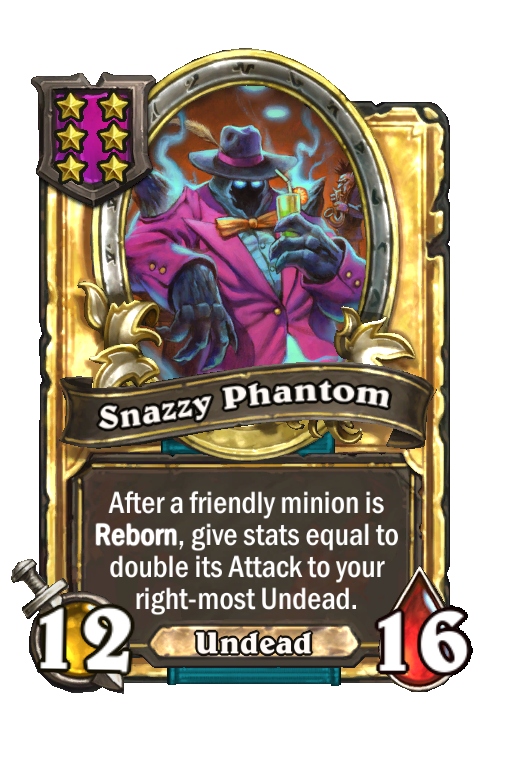 Snazzy Phantom
After a friendly minion is
Reborn, give stats equal to
double its Attack to your
right-most Undead.
12
Undead
16